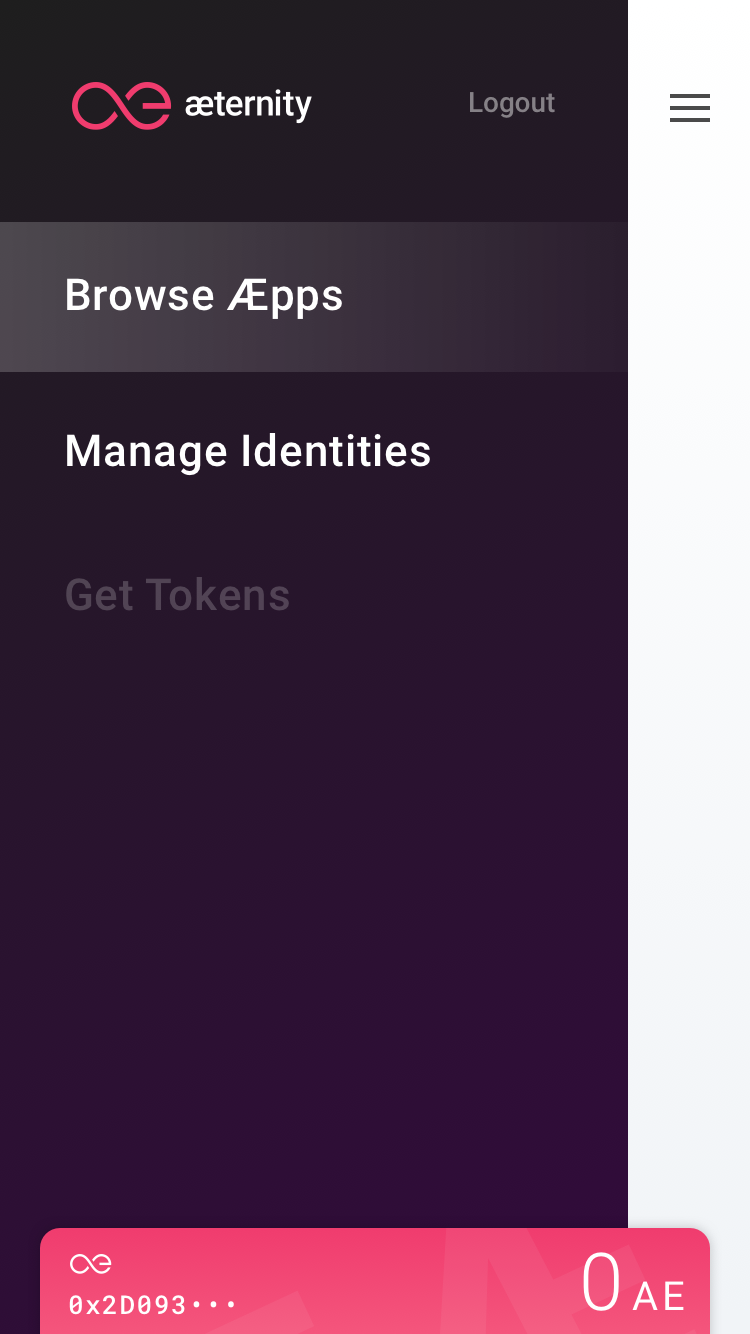 æternity
Logout
Browse Æpps
Manage Identities
Get Tokens
0x2D093···
0 AE